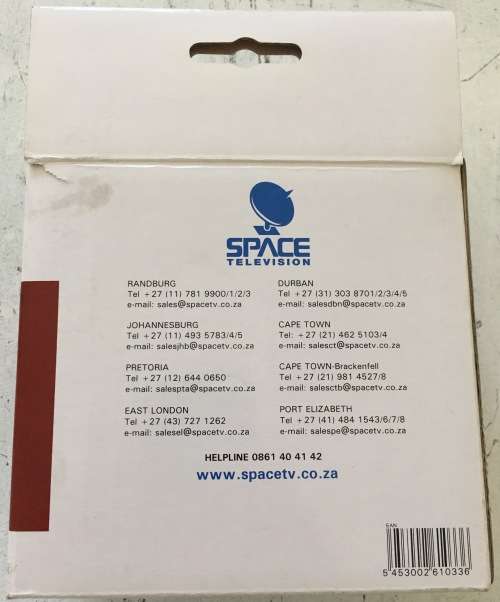 SPACE
TELEVISION
RANDBURG
Tel +27 (11) 781 9900/1/2/3
e-mail: sales@spacetv.co.za
JOHANNESBURG
Tel +27 (11) 493 5783/4/5
e-mail: salesjhb@spacetv.co.za
PRETORIA
Tel +27 (12) 644 0650
e-mail: salespta@spacetv.co.za
EAST LONDON
Tel +27 (43) 727 1262
e-mail: salesel@spacetv.co.za
DURBAN
Tel +27 (31) 303 8701/2/3/4/5
e-mail: salesdbn@spacetv.co.za
CAPE TOWN
Tel: +27 (21) 462 5103/4
e-mail: salesct@spacetv.co.za
CAPE TOWN-Brackenfell
Tel +27 (21) 981 4527/8
e-mail: salesctb@spacetv.co.za
PORT ELIZABETH
Tel +27 (41) 484 1543/6/7/8
e-mail: salespe@spacetv.co.za
HELPLINE 0861 40 41 42
www.spacetv.co.za
EAN
5 453002 610336